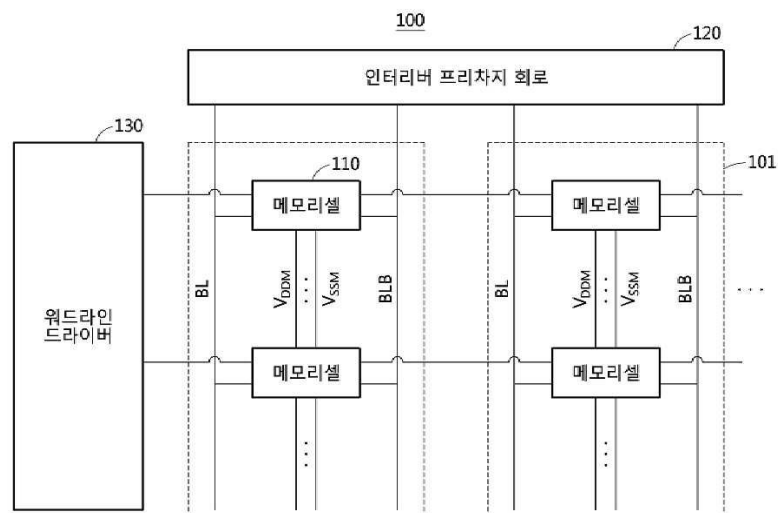 100
120
인터리버 프리차지 회로
130
110
101
메모리셀
메모리셀
BL
VDDM
VSSM
BLB
BL
VDDM
VSSM
BLB
. . .
워드라인
드라이버
메모리셀
메모리셀